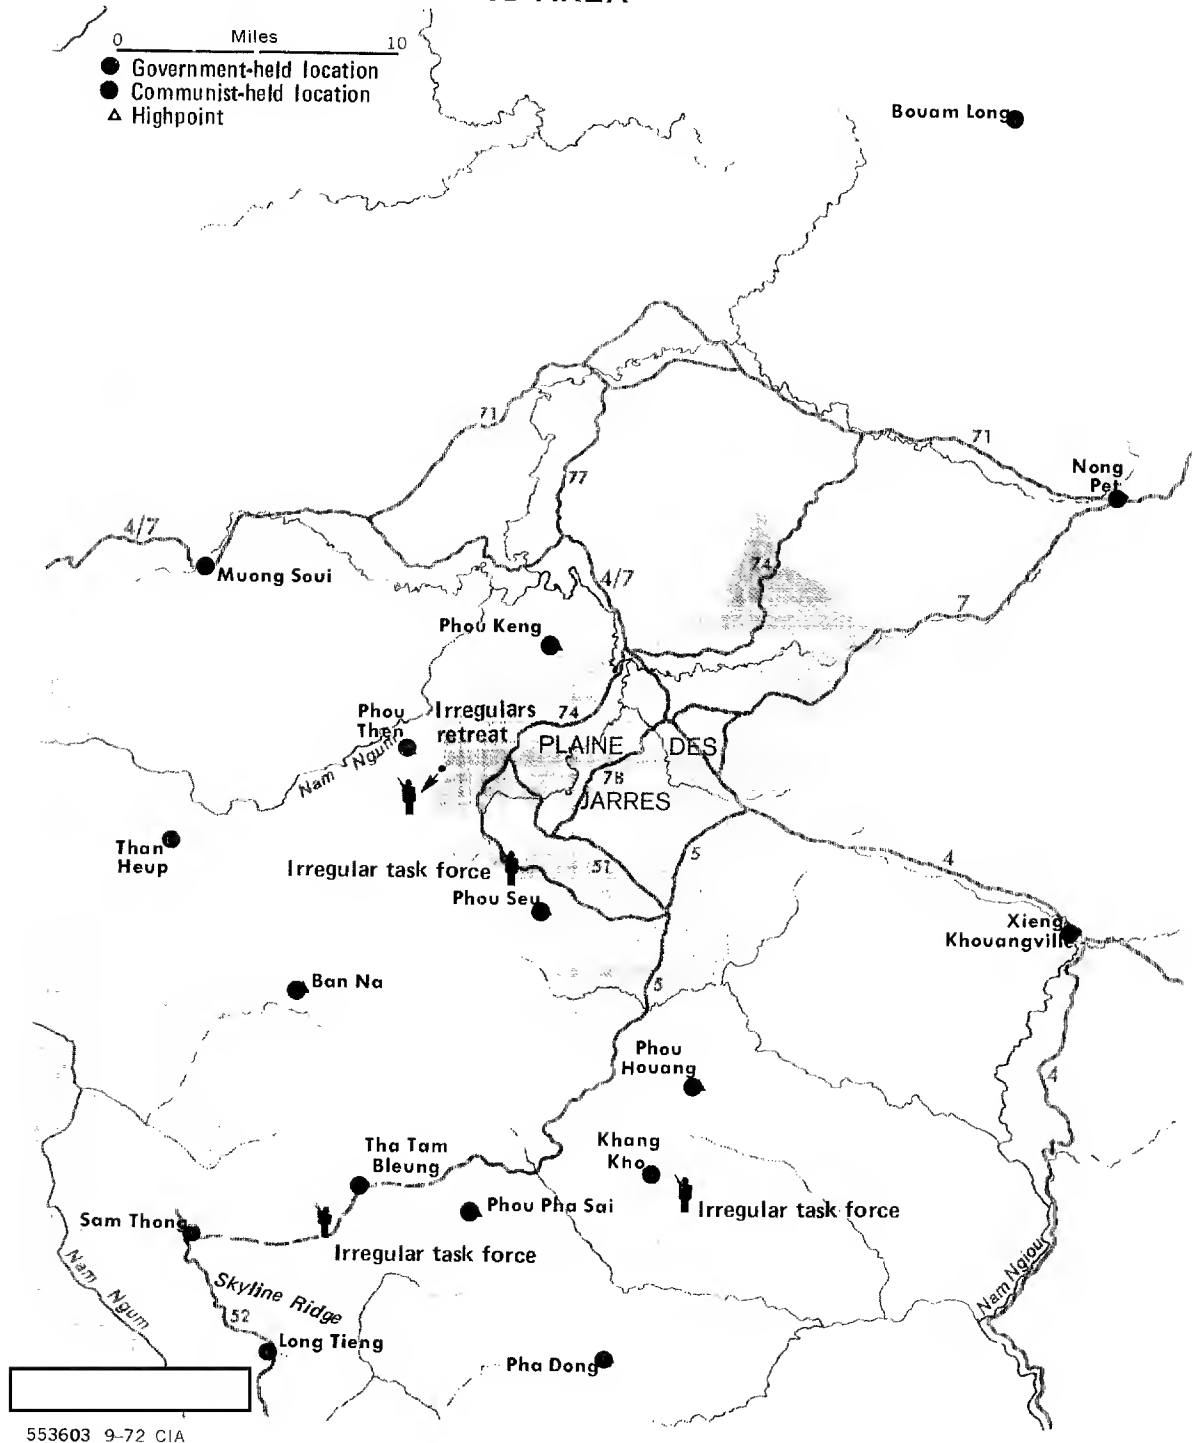 0 Miles 10
Government-held location
Communist-held location
Highpoint
Bouam Long
71
71
Nong
Pet
77
4/7
Muong Soui
4/7
74
7
Phou Keng
Phou
Then
Irregulars
retreat
74
PLAINE DES
JARRES
7B
Nam Ngum
Than
Heup
Irregular task force
51
5
4
Phou Seu
Xieng
Khouangville
Ban Na
5
Phou
Houang
4
Tha Tam
Bleung
Khang
Kho
Phou Pha Sai
Irregular task force
Sam Thong
Irregular task force
Nam Ngum
Skyline Ridge
52
Nam Ngiou
Long Tieng
Pha Dong
553603 9-72 CIA